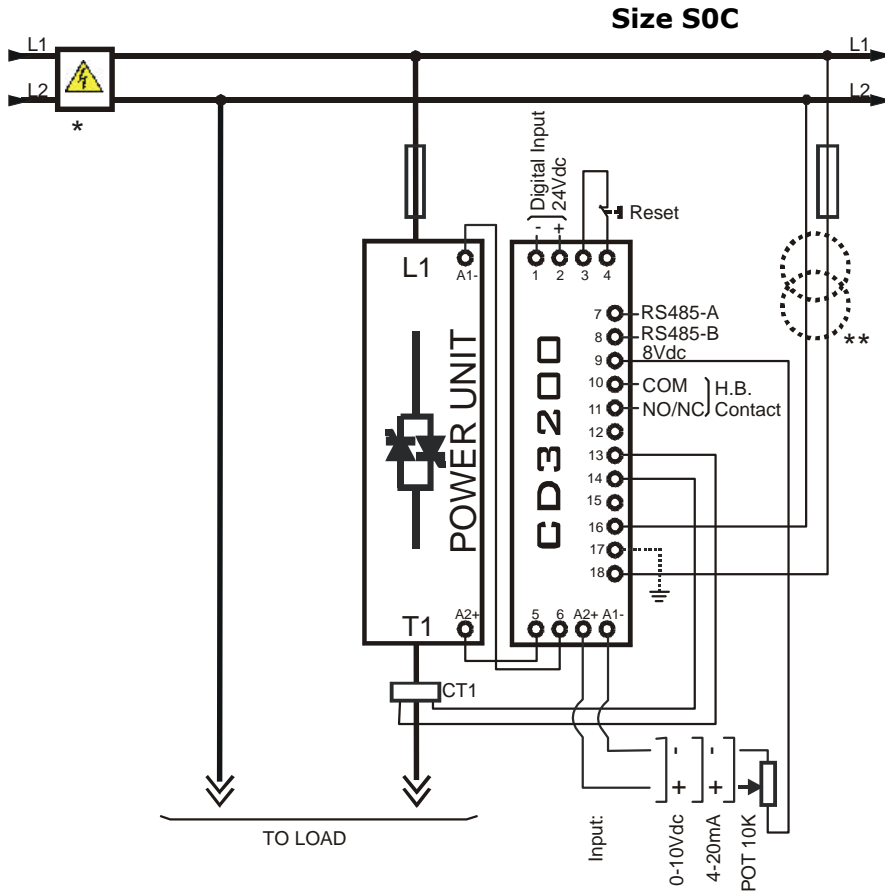 Size S0C
L1
L1
L2
L2
*
Digital Input
24Vdc
- +
Reset
L1
A1-
1 2 3 4
7 RS485-A
8 RS485-B
9 8Vdc
10 COM
11 NO/NC
H.B.
Contact
12
13
14
15
16
17
18
**
POWER UNIT
CD3200
T1
A2+
5 6 A2+ A1-
CT1
TO LOAD
Input:
- +
0-10Vdc
- +
4-20mA
POT 10K